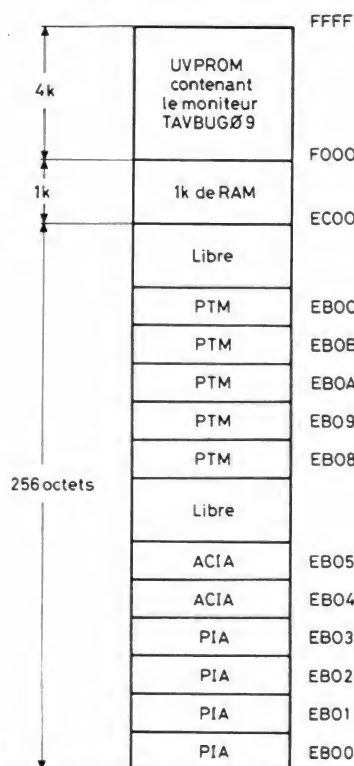 FFFF
UVPROM
contenant
le moniteur
TAVBUGØ9
4k
F000
1k
1k de RAM
EC00
Libre
PTM
EB0C
PTM
EB0B
PTM
EB0A
PTM
EB09
PTM
EB08
256 octets
Libre
ACIA
EB05
ACIA
EB04
PIA
EB03
PIA
EB02
PIA
EB01
PIA
EB00